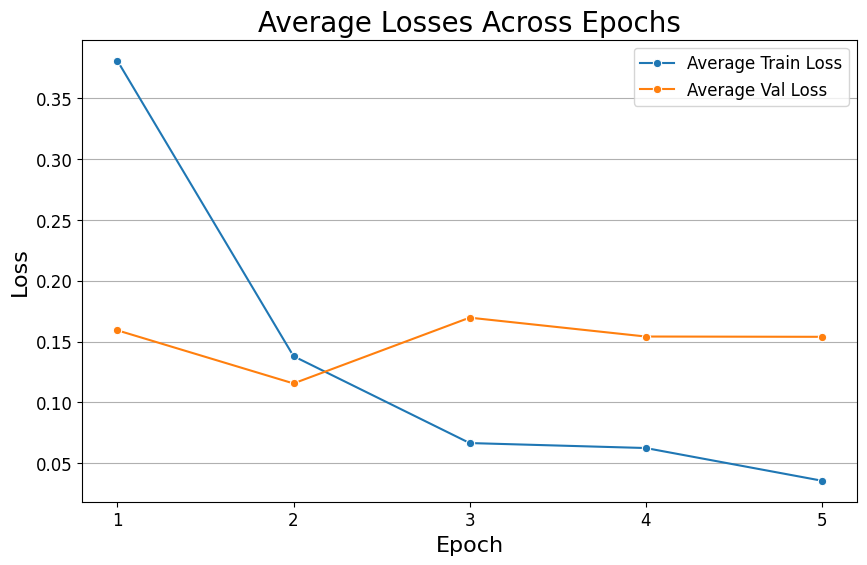 Average Losses Across Epochs
Average Train Loss
Average Val Loss
0.35
0.30
0.25
0.20
0.15
0.10
0.05
Loss
1 2 3 4 5
Epoch